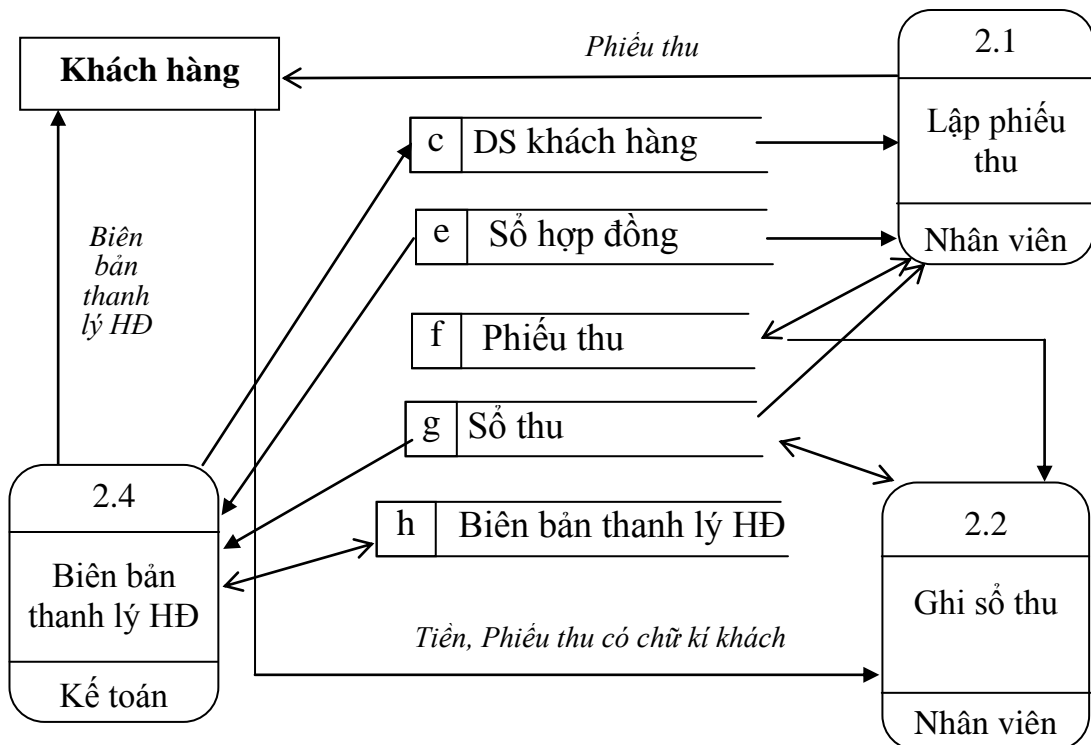 Phiếu thu
2.1
Khách hàng
Lập phiếu
thu
c DS khách hàng
e Sổ hợp đồng
Nhân viên
Biên
bản
thanh
lý HĐ
f Phiếu thu
g Sổ thu
2.4
h Biên bản thanh lý HĐ
2.2
Biên bản
thanh lý HĐ
Ghi sổ thu
Tiền, Phiếu thu có chữ kí khách
Kế toán
Nhân viên